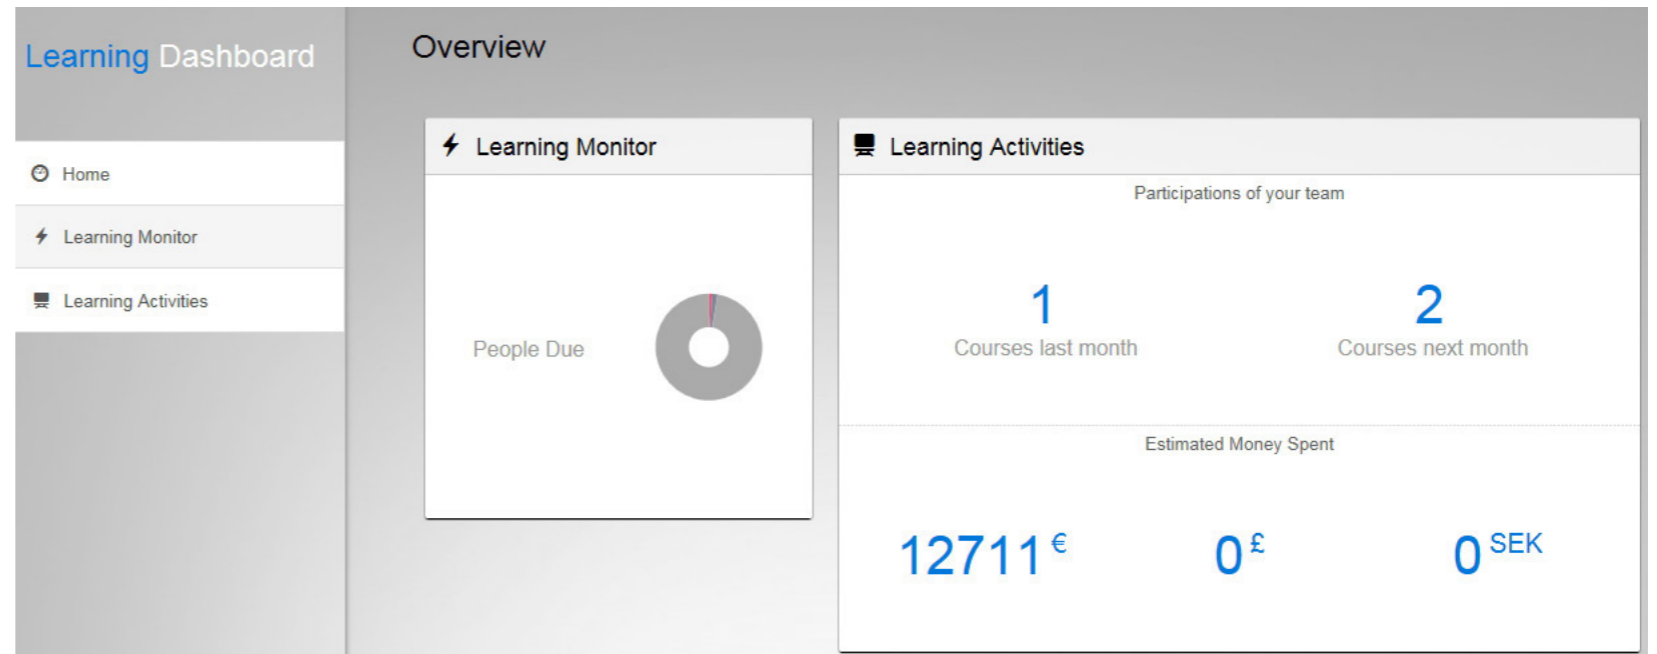 Learning Dashboard
Home
Learning Monitor
Learning Activities
Overview
Learning Monitor
People Due
Learning Activities
Participations of your team
1
Courses last month
2
Courses next month
Estimated Money Spent
12711 €
0 £
0 SEK